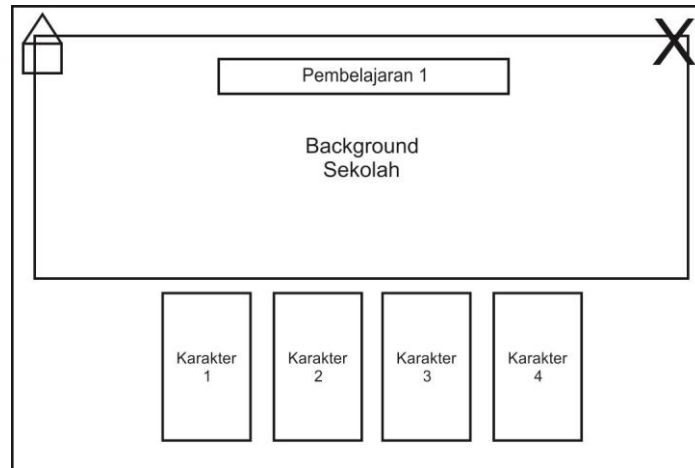 X
Pembelajaran 1
Background
Sekolah
Karakter
1
Karakter
2
Karakter
3
Karakter
4